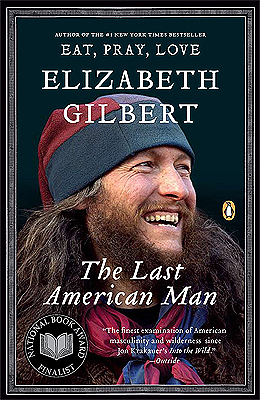 AUTHOR OF THE #1 NEW YORK TIMES BESTSELLER
EAT, PRAY, LOVE
ELIZABETH
GILBERT
The Last
American Man
"The finest examination of American
masculinity and wilderness since
Jon Krakauer's Into the Wild."
—Outside
NATIONAL BOOK AWARD
FINALIST